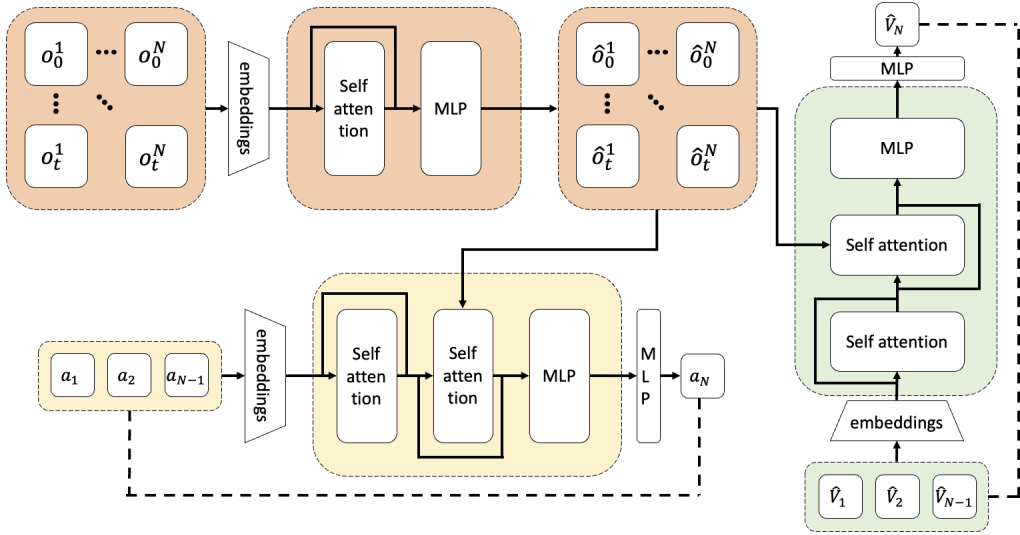 o_0^1 ••• o_0^N
o_t^1 o_t^N
embeddings
Self
atten
tion
MLP
ô_0^1 ••• ô_0^N
ô_t^1 ô_t^N
V̂_N
MLP
MLP
Self attention
Self attention
embeddings
V̂_1 V̂_2 V̂_{N−1}
a_1 a_2 a_{N−1}
embeddings
Self
atten
tion
Self
atten
tion
MLP
M
L
P
a_N